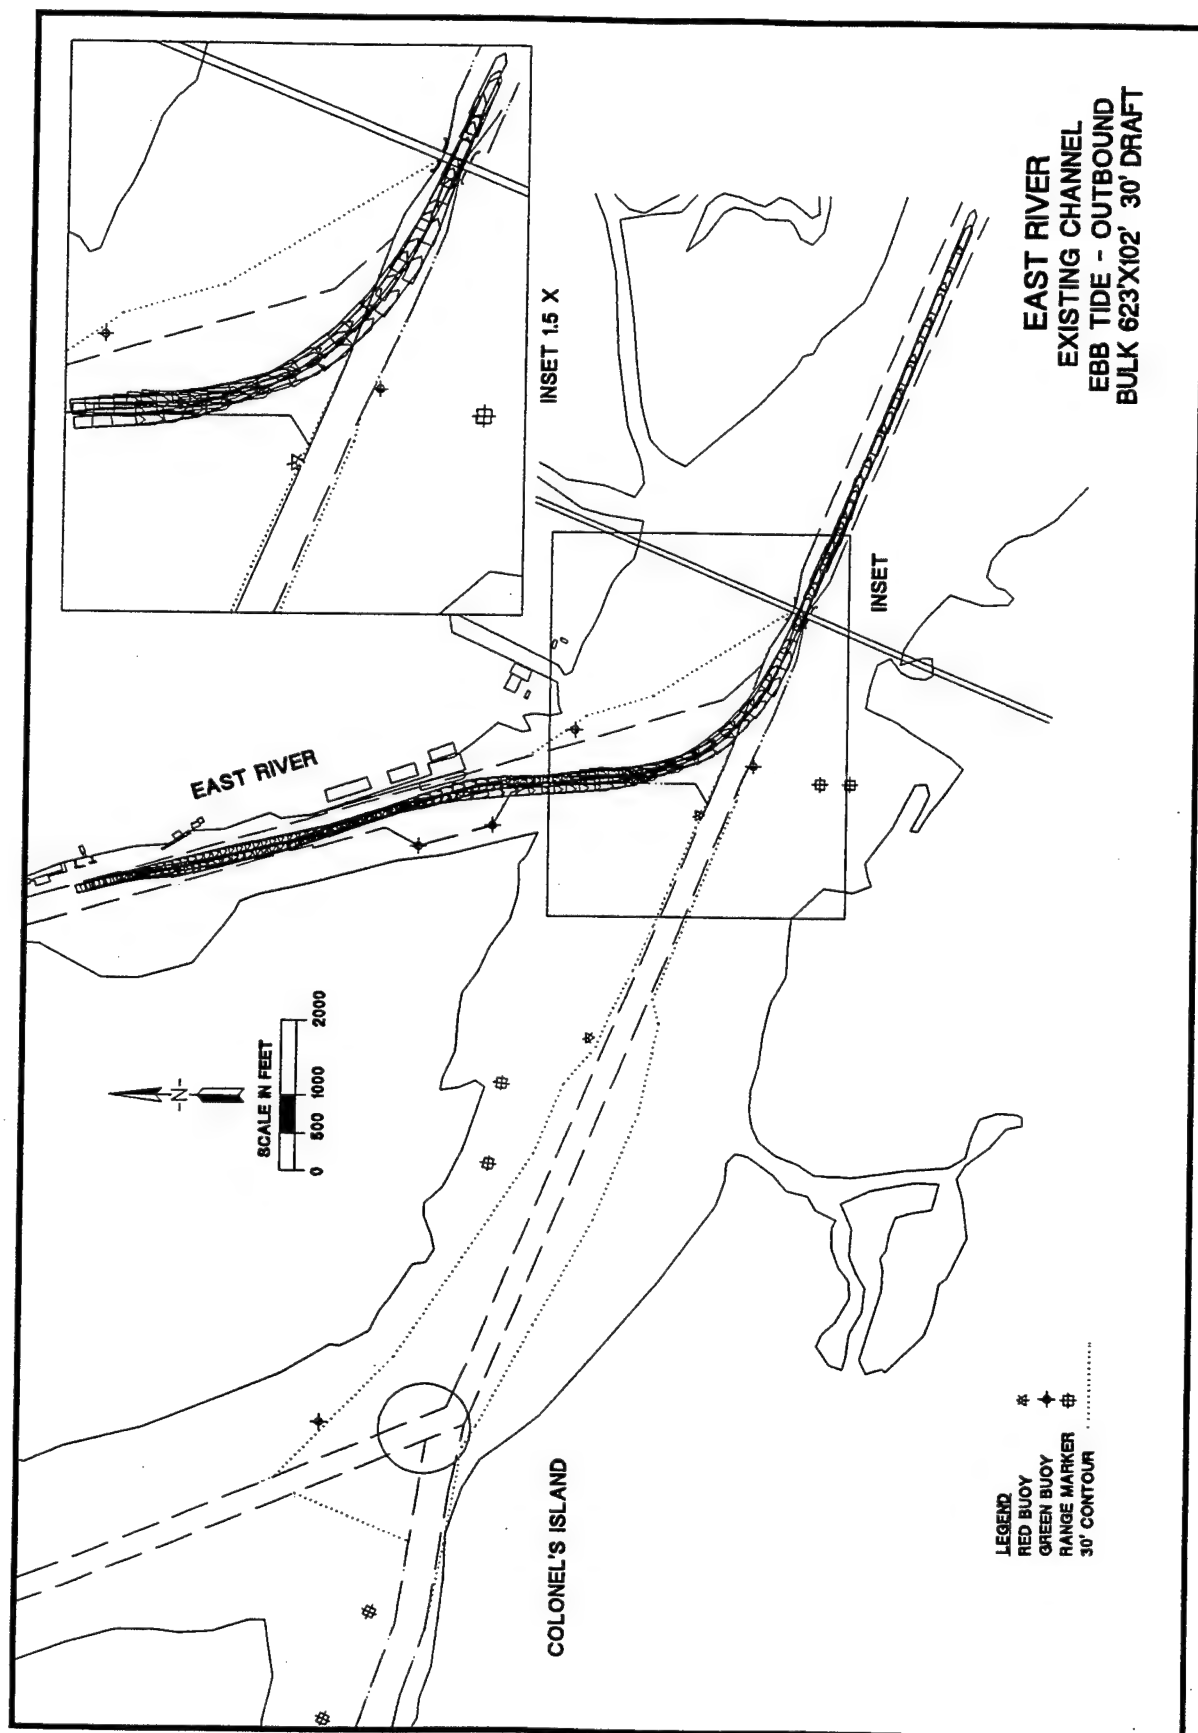 EAST RIVER
EXISTING CHANNEL
EBB TIDE - OUTBOUND
BULK 623'X102' 30' DRAFT
INSET 1.5 X
INSET
EAST RIVER
-N-
SCALE IN FEET
0 500 1000 2000
COLONEL'S ISLAND
LEGEND
RED BUOY
GREEN BUOY
RANGE MARKER
30' CONTOUR